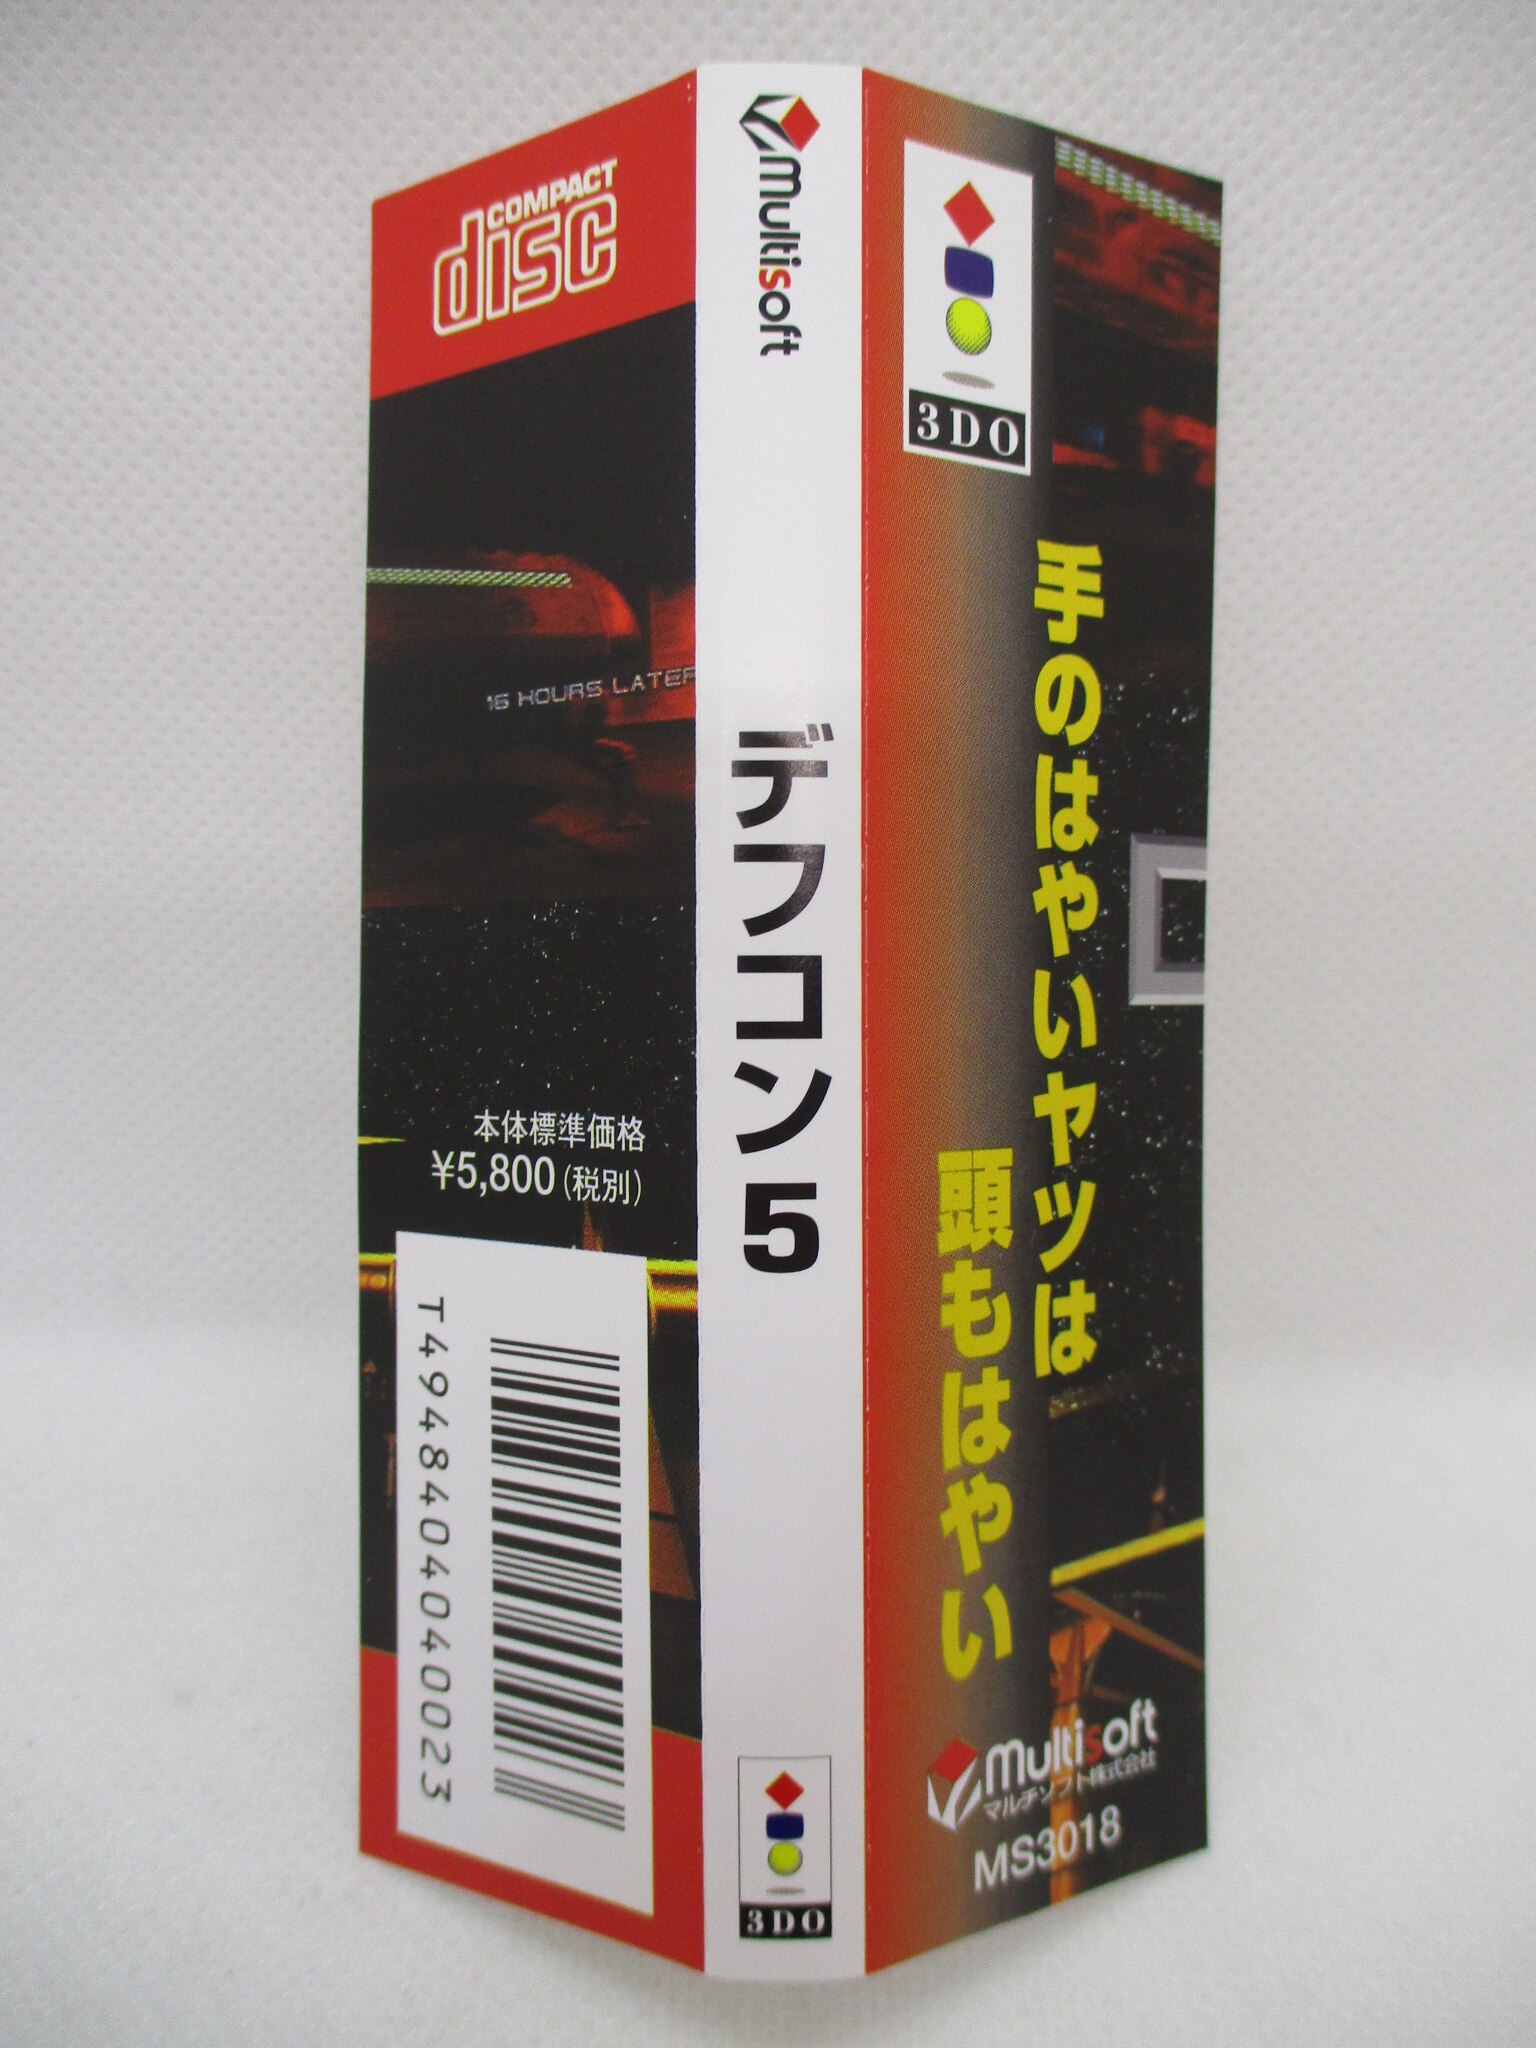 COMPACT
disc
16 HOURS LATER
本体標準価格
¥5,800(税別)
T4948404040023
multisoft
デフコン5
3DO
3DO
手のはやいヤツは
頭もはやい
multisoft
マルチソフト株式会社
MS3018